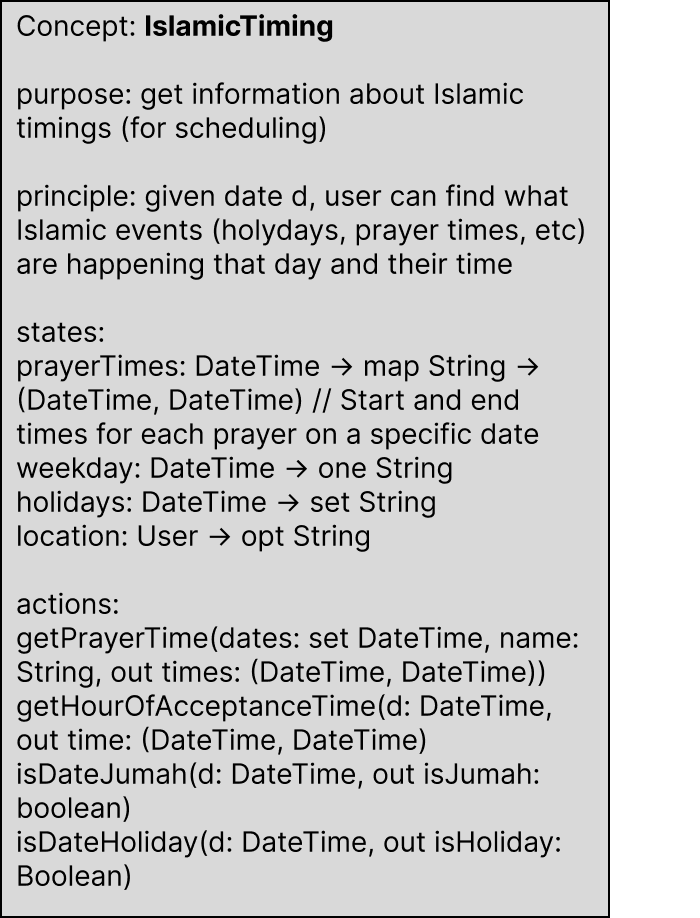 Concept: IslamicTiming
purpose: get information about Islamic
timings (for scheduling)
principle: given date d, user can find what
Islamic events (holydays, prayer times, etc)
are happening that day and their time
states:
prayerTimes: DateTime → map String →
(DateTime, DateTime) // Start and end
times for each prayer on a specific date
weekday: DateTime → one String
holidays: DateTime → set String
location: User → opt String
actions:
getPrayerTime(dates: set DateTime, name:
String, out times: (DateTime, DateTime))
getHourOfAcceptanceTime(d: DateTime,
out time: (DateTime, DateTime)
isDateJumah(d: DateTime, out isJumah:
boolean)
isDateHoliday(d: DateTime, out isHoliday:
Boolean)